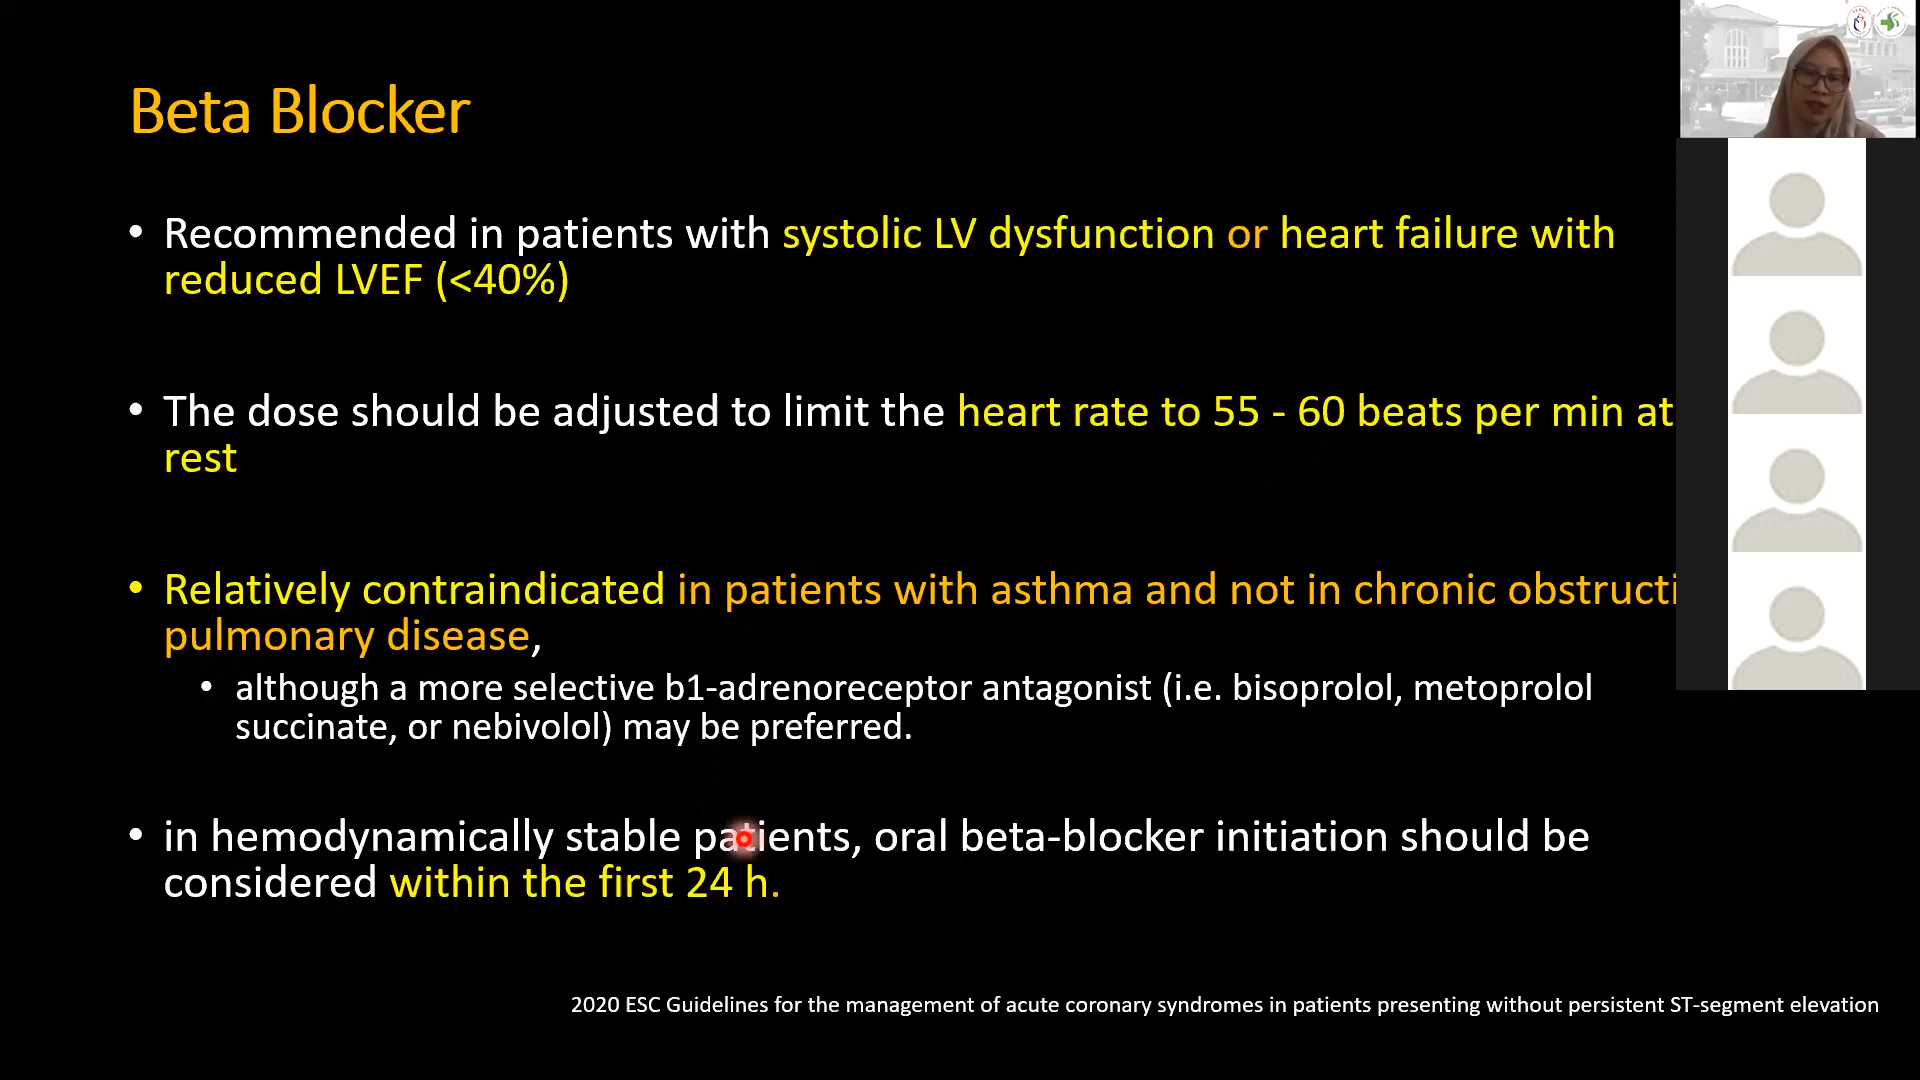 Beta Blocker
• Recommended in patients with systolic LV dysfunction or heart failure with
reduced LVEF (<40%)
• The dose should be adjusted to limit the heart rate to 55 - 60 beats per min at
rest
• Relatively contraindicated in patients with asthma and not in chronic obstructi
pulmonary disease,
• although a more selective b1-adrenoreceptor antagonist (i.e. bisoprolol, metoprolol
succinate, or nebivolol) may be preferred.
• in hemodynamically stable patients, oral beta-blocker initiation should be
considered within the first 24 h.
2020 ESC Guidelines for the management of acute coronary syndromes in patients presenting without persistent ST-segment elevation